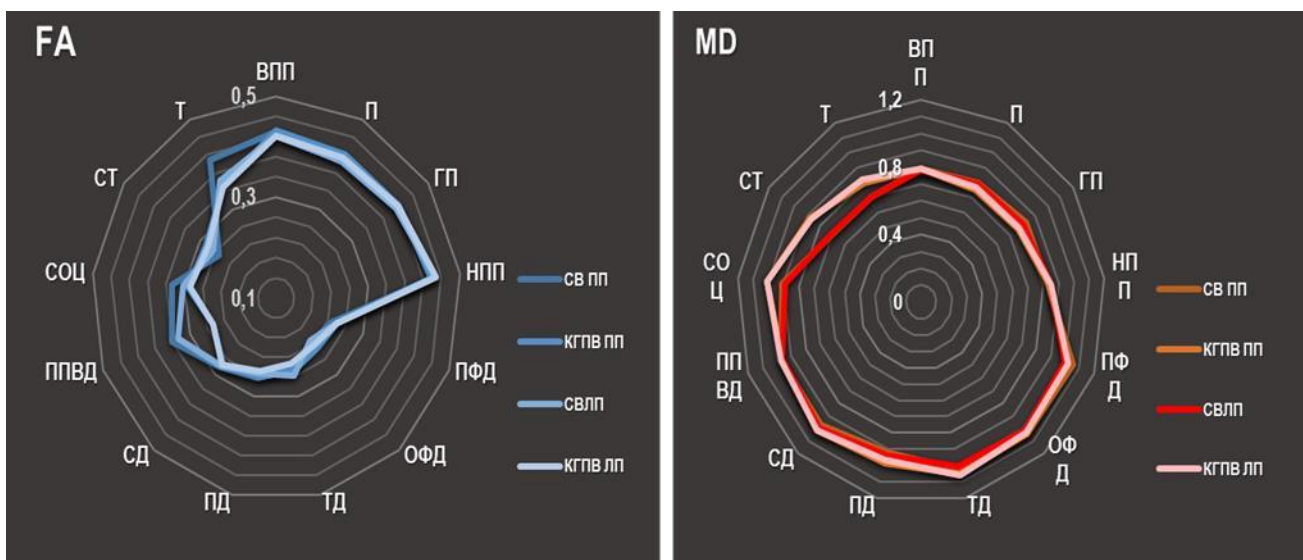 FA
ВПП
0,5
Т
П
СТ
ГП
0,3
СОЦ
НПП
0,1
ППВД
ПФД
СД
ОФД
ПД
ТД
СВ ПП
КГПВ ПП
СВЛП
КГПВ ЛП
MD
ВП
П
1,2
Т
П
СТ
ГП
0,8
0,4
СО
Ц
НП
П
0
ПП
ВД
ПФ
Д
СД
ОФ
Д
ПД
ТД
СВ ПП
КГПВ ПП
СВЛП
КГПВ ЛП